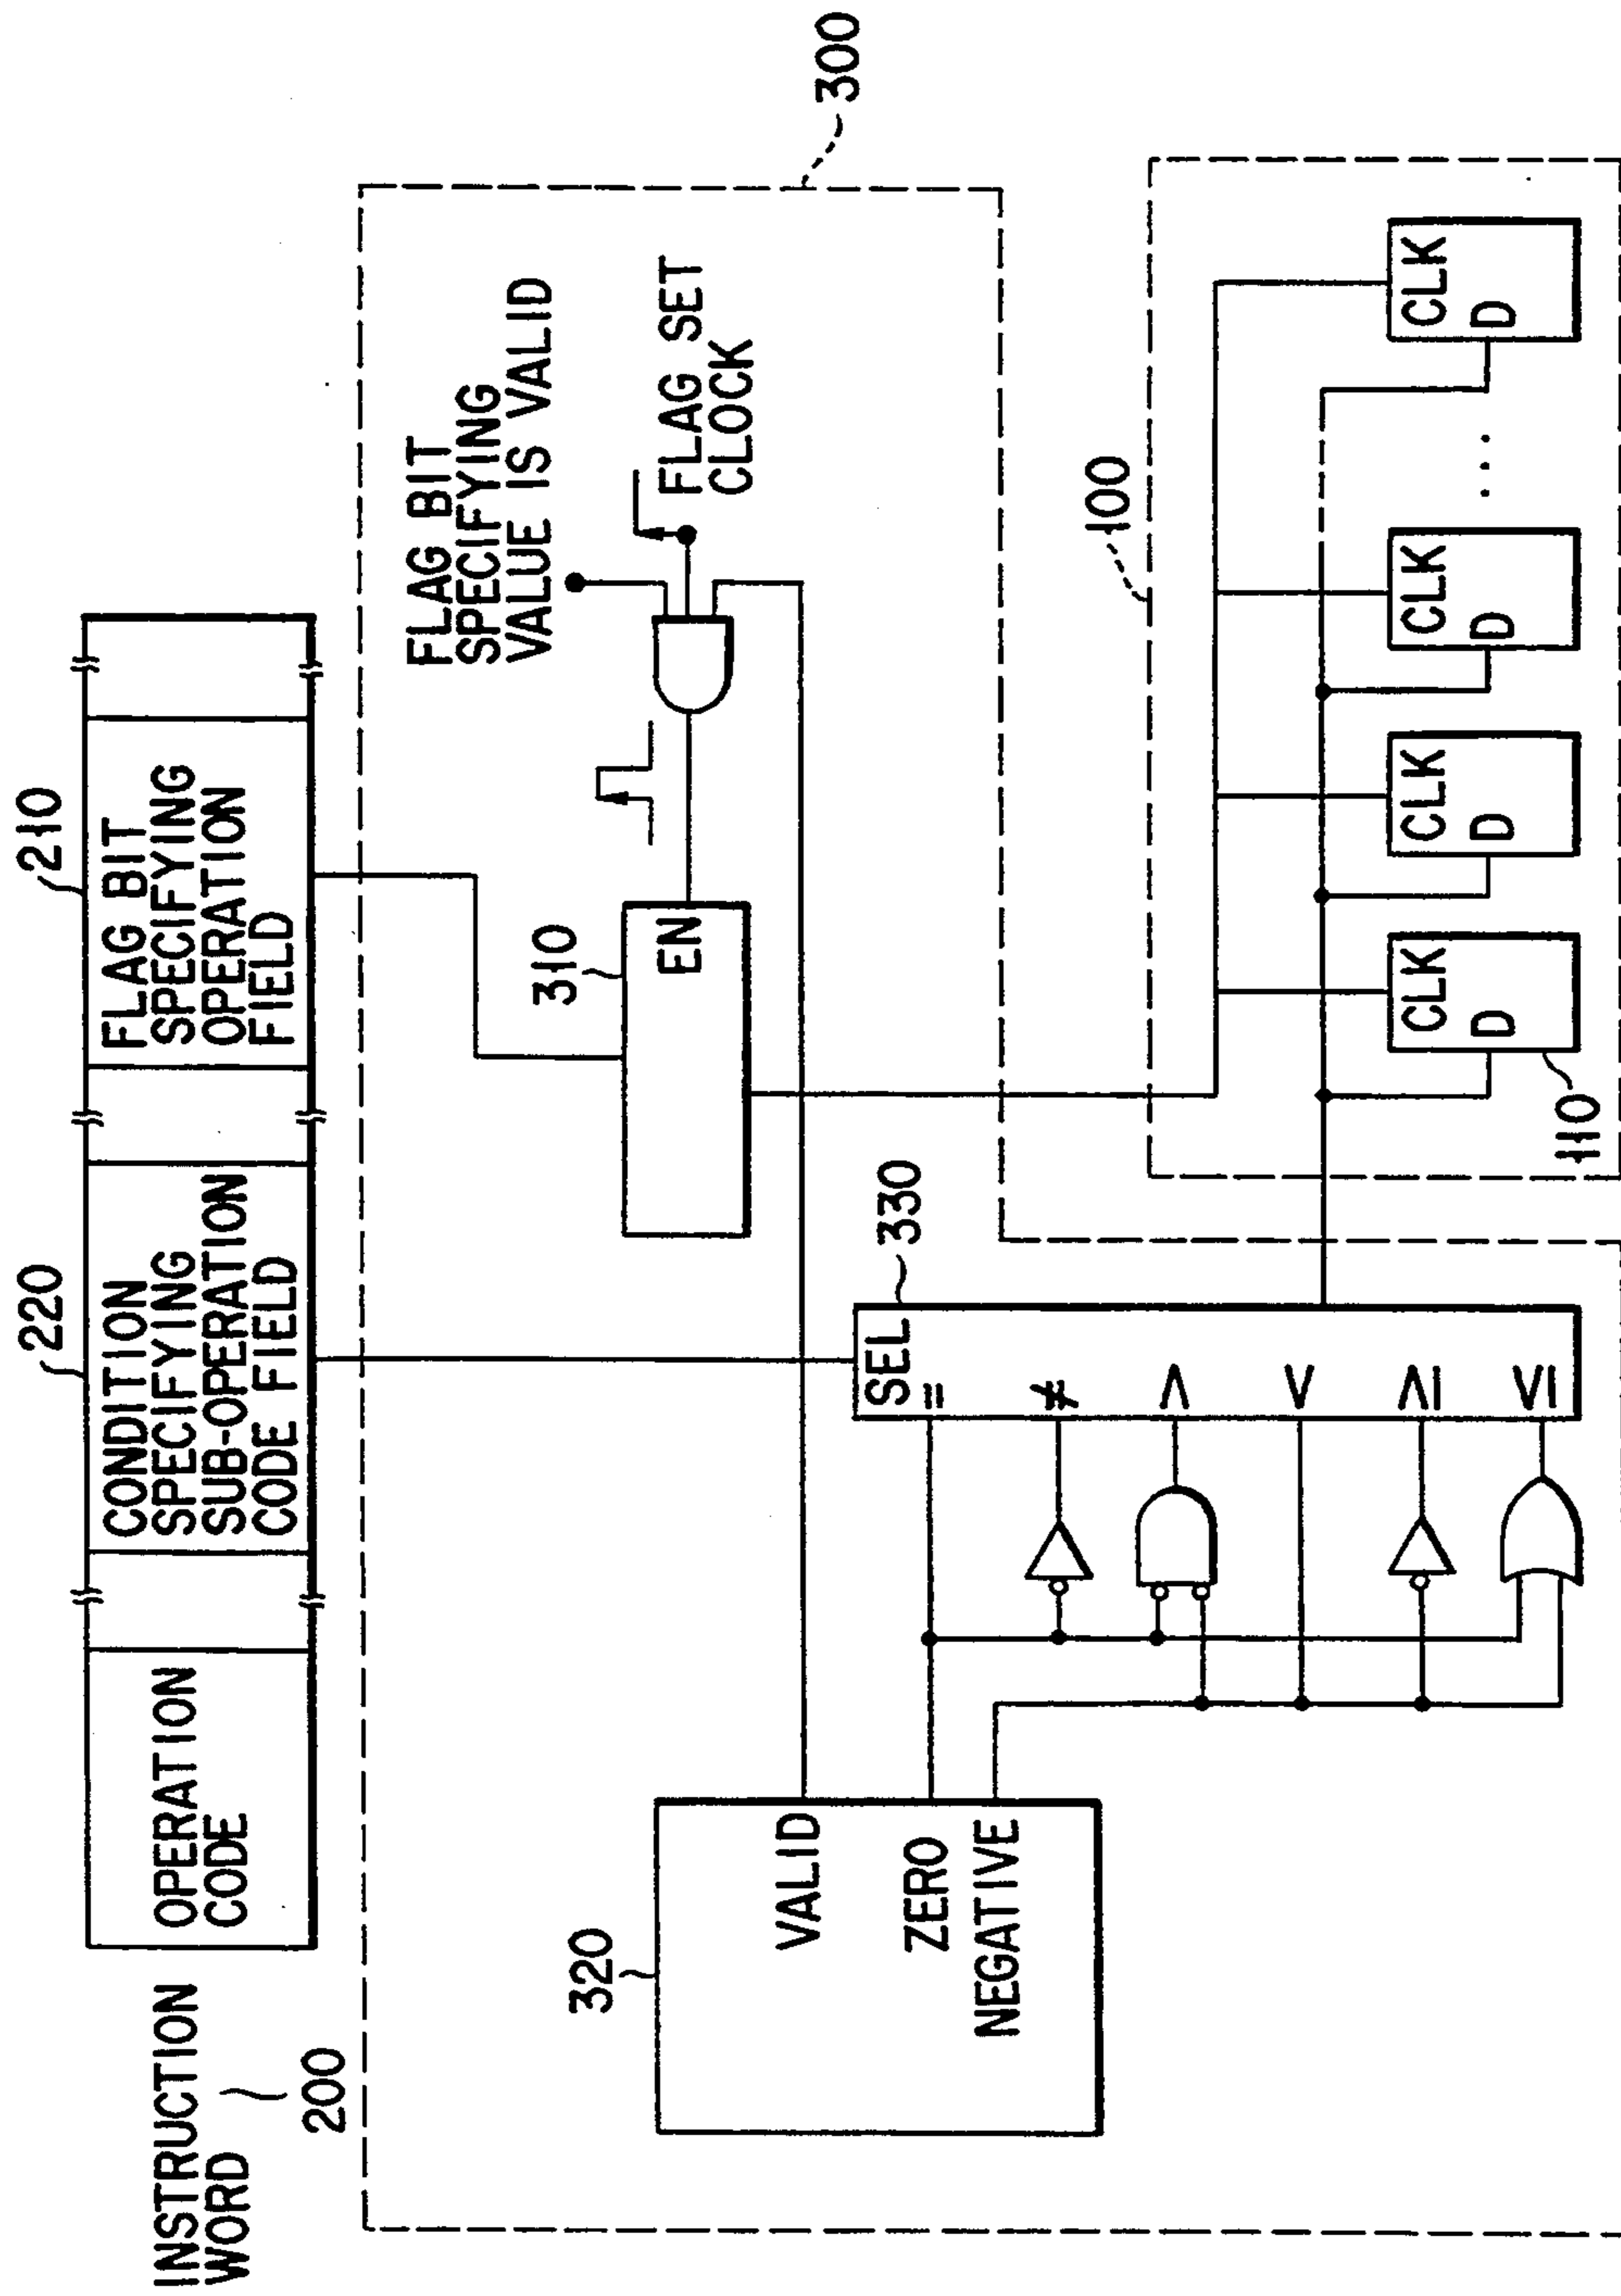 INSTRUCTION
WORD
200
OPERATION
CODE
220
CONDITION
SPECIFYING
SUB-OPERATION
CODE FIELD
210
FLAG BIT
SPECIFYING
OPERATION
FIELD
FLAG BIT
SPECIFYING
VALUE IS VALID
FLAG SET
CLOCK
300
310
EN
320
VALID
ZERO
NEGATIVE
330
SEL
=
≠
>
<
≥
≤
100
CLK
D
CLK
D
CLK
D
...
CLK
D
110